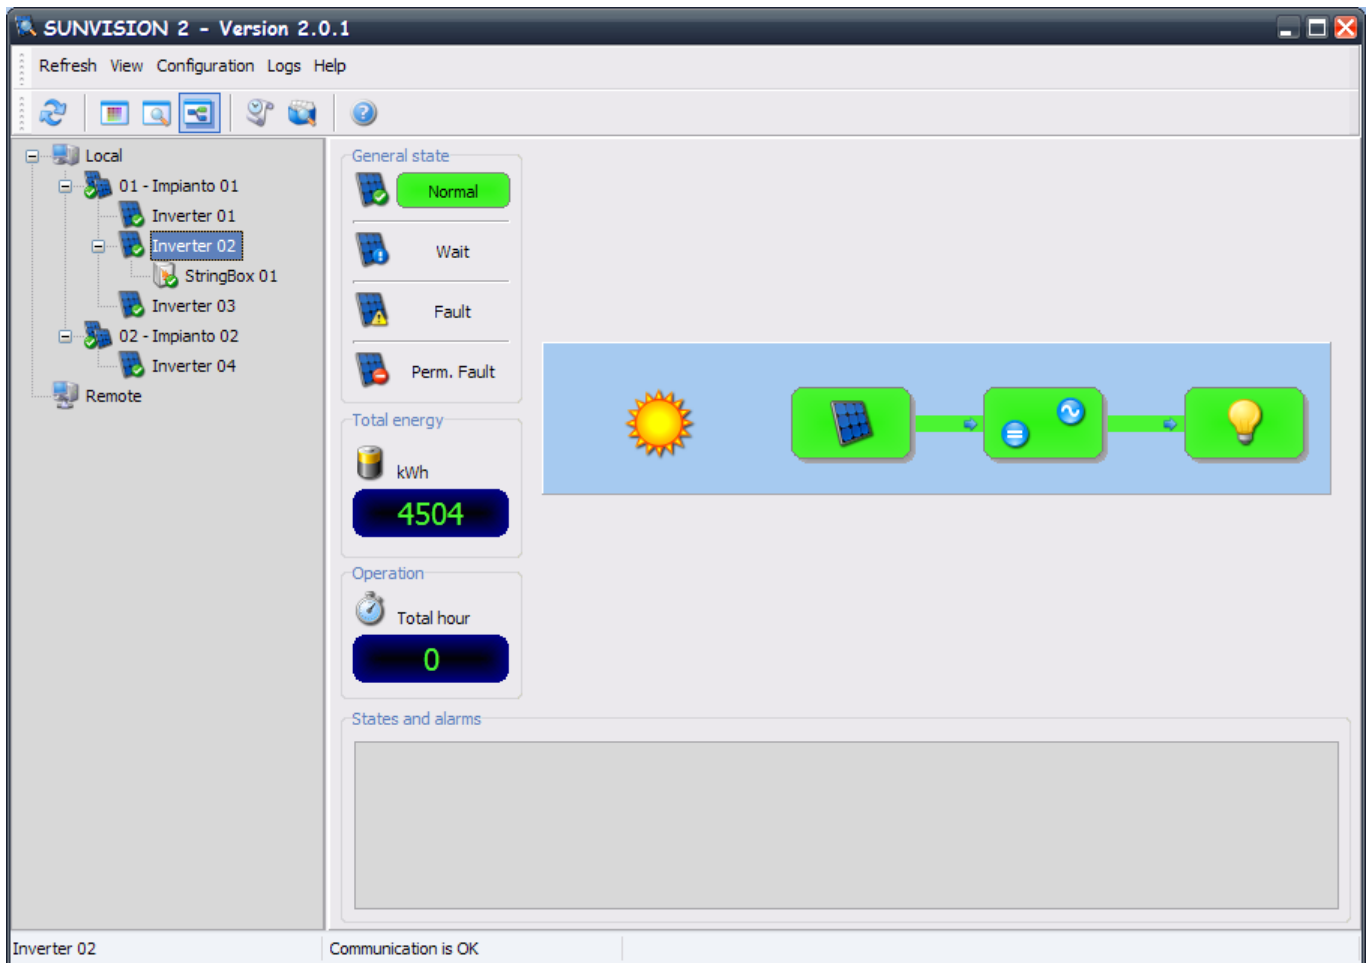 SUNVISION 2 - Version 2.0.1
Refresh View Configuration Logs Help
Local
01 - Impianto 01
Inverter 01
Inverter 02
StringBox 01
Inverter 03
02 - Impianto 02
Inverter 04
Remote
General state
Normal
Wait
Fault
Perm. Fault
Total energy
kWh
4504
Operation
Total hour
0
States and alarms
Inverter 02
Communication is OK